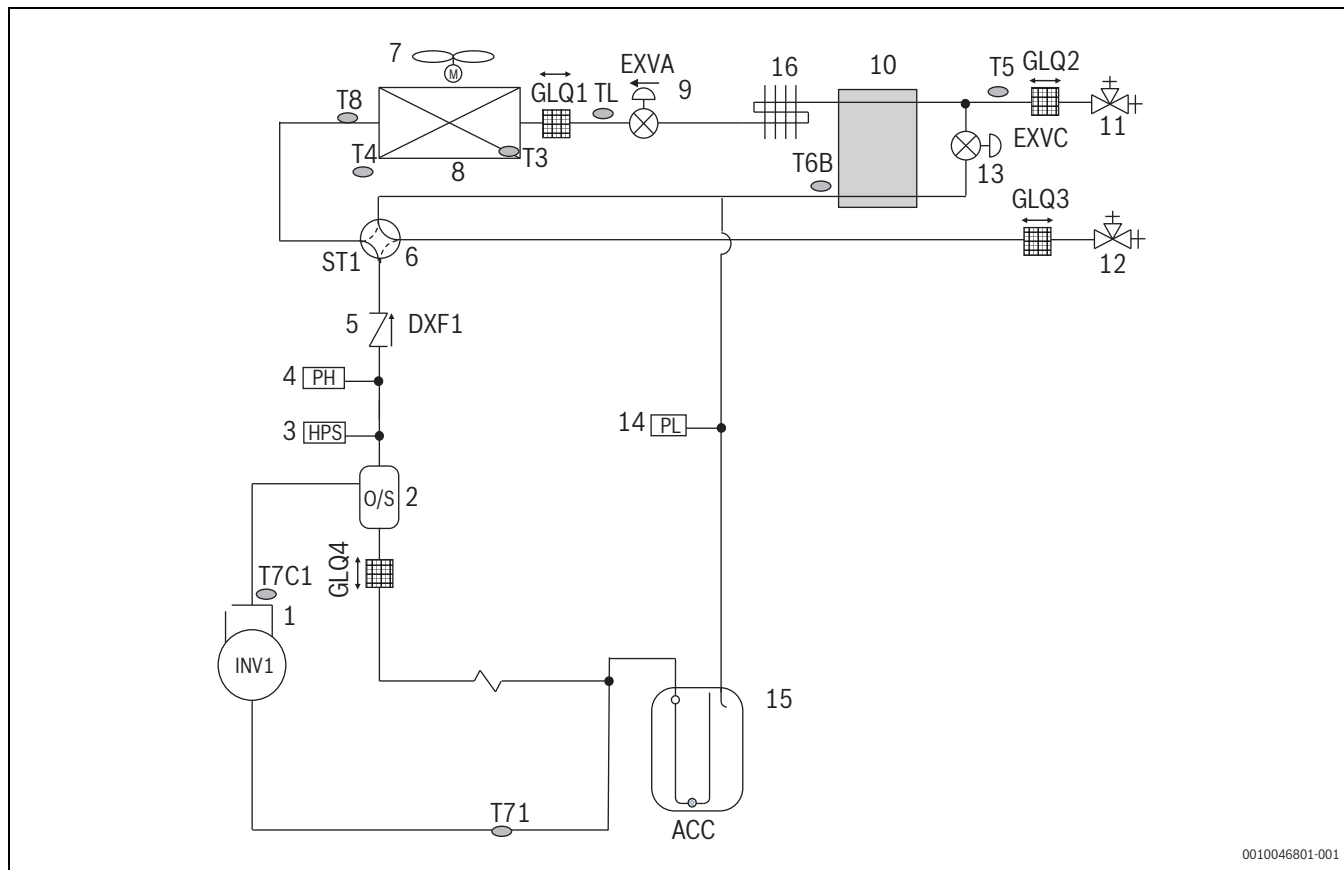 7
M
T8
T4
8
T3
GLQ1
TL
EXVA
9
16
10
T5
GLQ2
11
EXVC
13
T6B
GLQ3
12
ST1
6
5
DXF1
4
PH
3
HPS
14
PL
O/S
2
GLQ4
T7C1
1
INV1
15
T71
ACC
0010046801-001